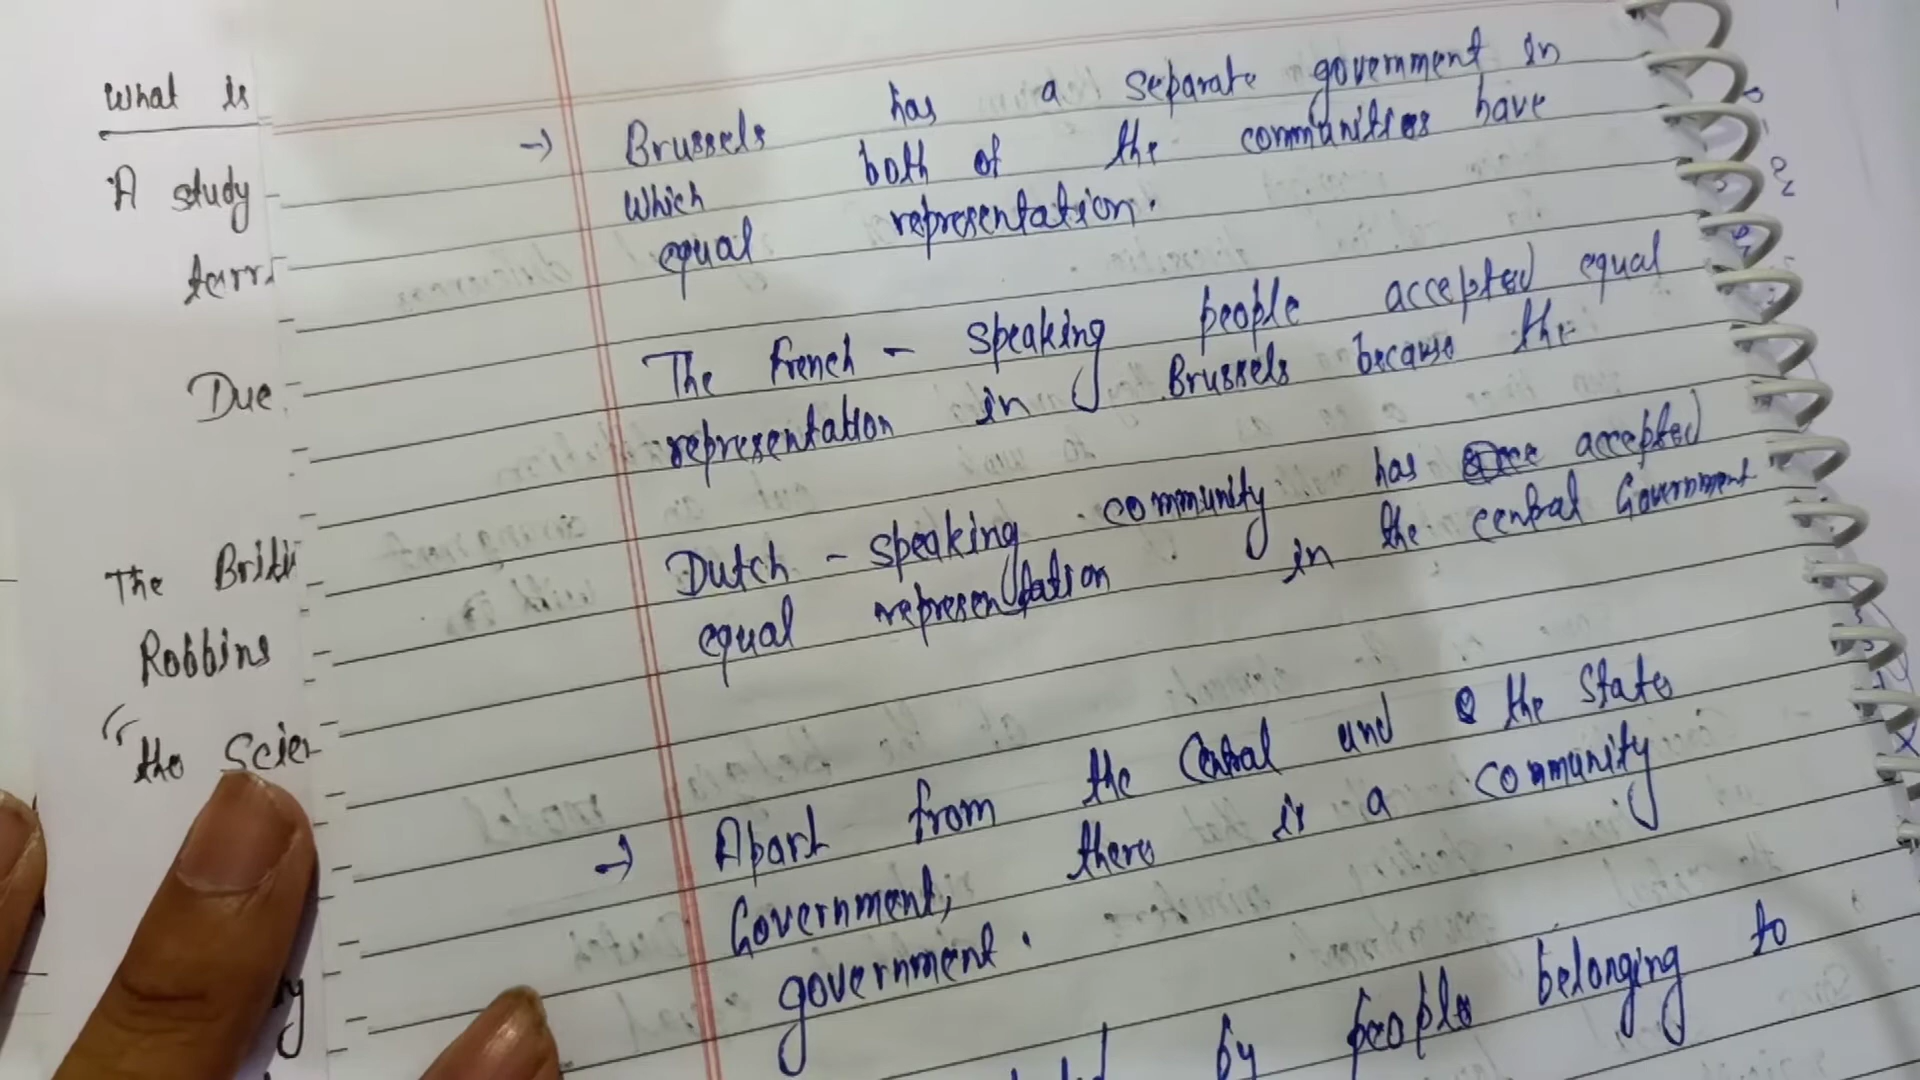 What is
A study
Due
The
Robbins
the
→ Brussels has a separate government in
which both of the communities have
equal representation.
The French - speaking people accepted equal
representation in Brussels because the
Dutch - speaking community has accepted
equal representation in the central Government
→ Apart from the Central and the State
Government, there is a community
government.
by people belonging to